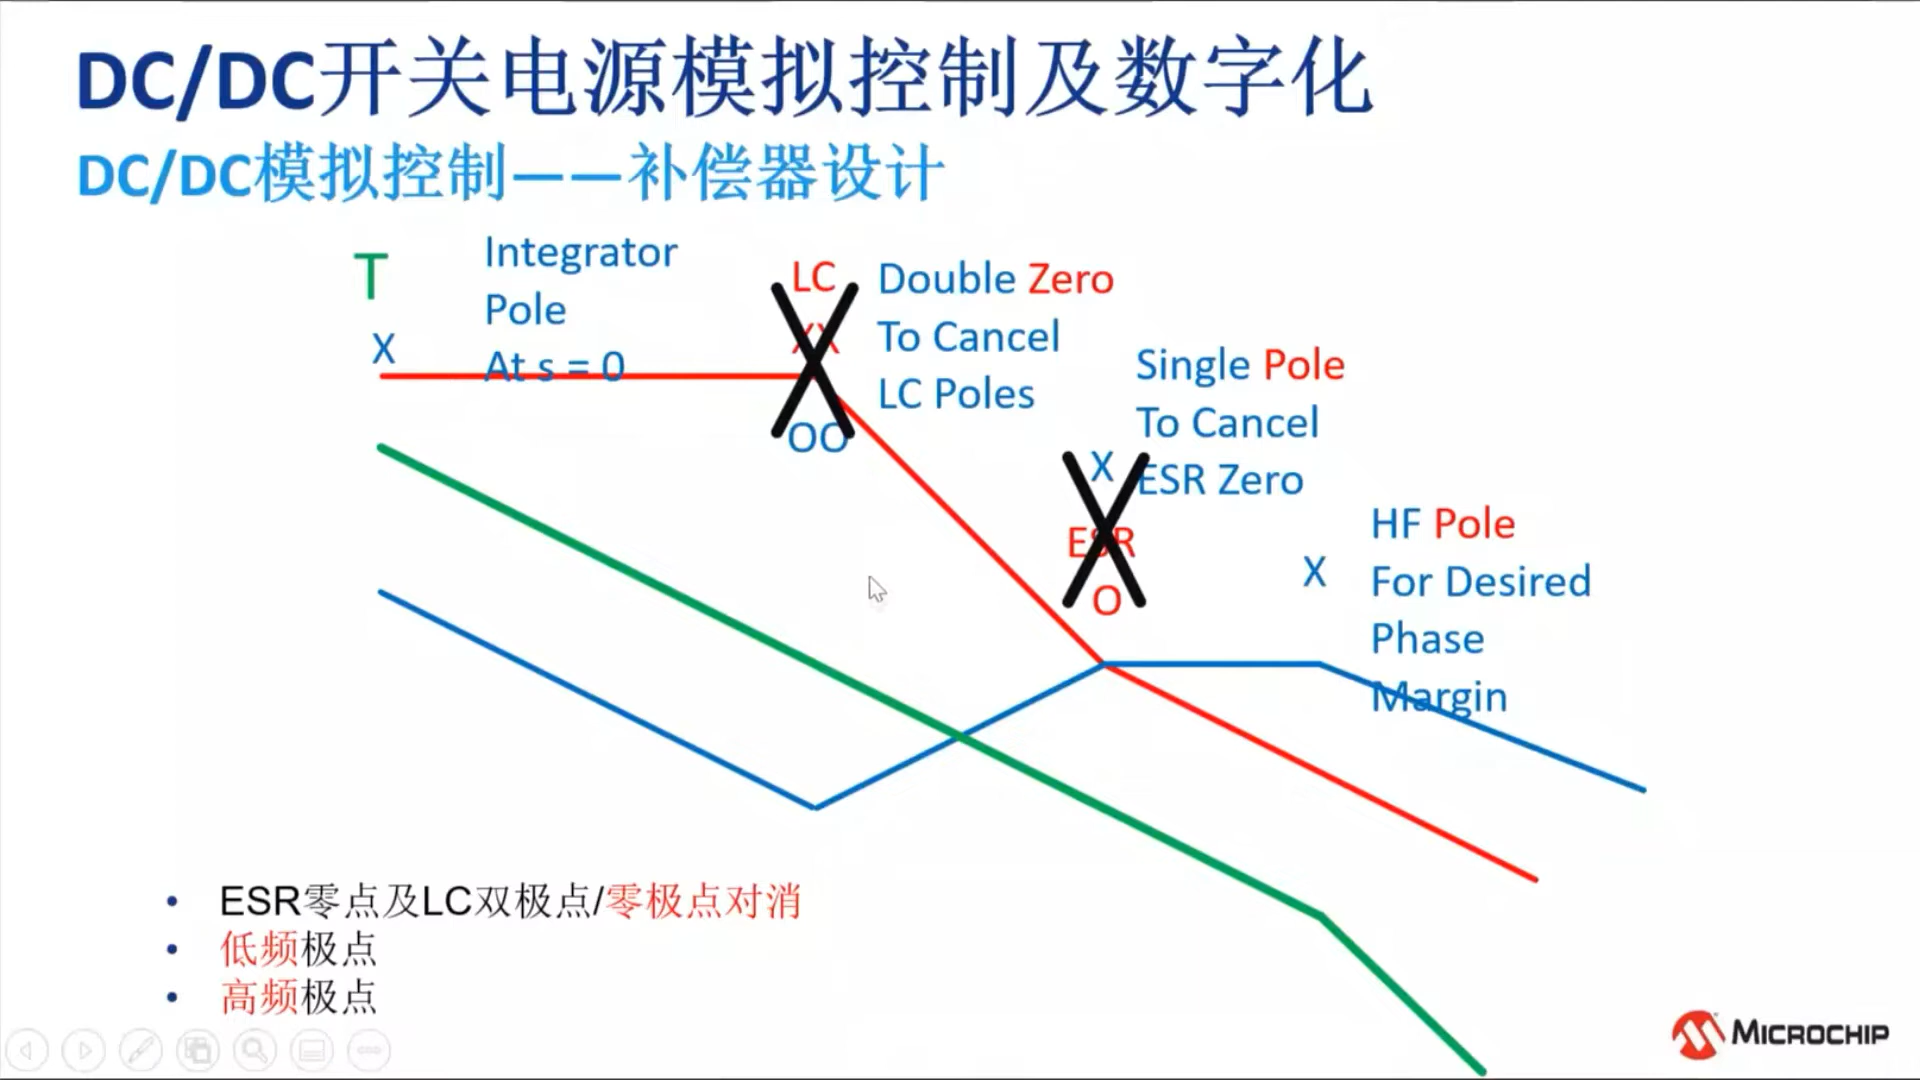 DC/DC开关电源模拟控制及数字化
DC/DC模拟控制——补偿器设计
T
X
Integrator
Pole
At s = 0
LC
XX
OO
Double Zero
To Cancel
LC Poles
X
ESR
O
Single Pole
To Cancel
ESR Zero
X
HF Pole
For Desired
Phase
Margin
• ESR零点及LC双极点/零极点对消
• 低频极点
• 高频极点
MICROCHIP